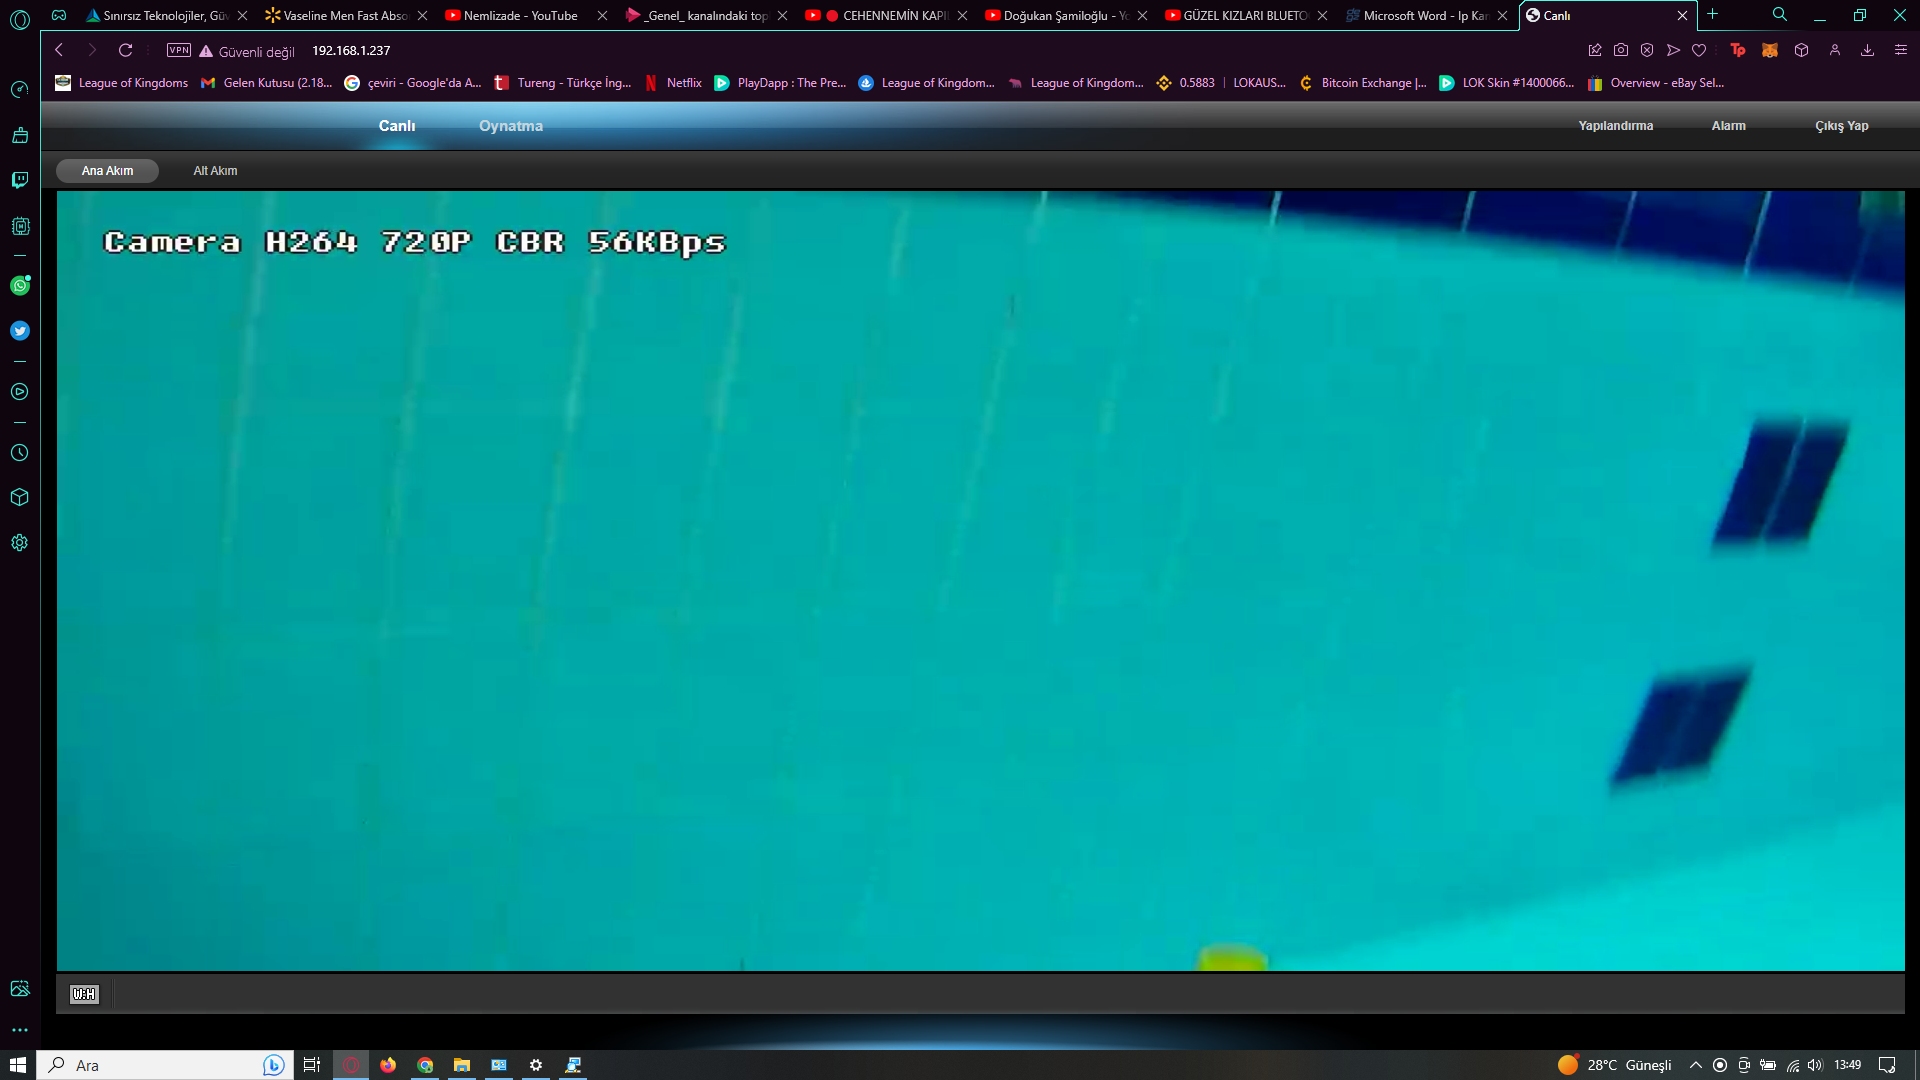 Sınırsız Teknolojiler, Güv
Vaseline Men Fast Abso
Nemlizade - YouTube
_Genel_ kanalındaki top
CEHENNEMİN KAPI
Doğukan Şamiloğlu - Yo
GÜZEL KIZLARI BLUETO
Microsoft Word - Ip Kam
Canlı
VPN
Güvenli değil
192.168.1.237
League of Kingdoms
Gelen Kutusu (2.18...
çeviri - Google'da A...
Tureng - Türkçe İng...
Netflix
PlayDapp : The Pre...
League of Kingdom...
League of Kingdom...
0.5883 | LOKAUS...
Bitcoin Exchange |...
LOK Skin #1400066...
Overview - eBay Sel...
Canlı
Oynatma
Yapılandırma
Alarm
Çıkış Yap
Ana Akım
Alt Akım
Camera H264 720P CBR 56KBps
W:H
Ara
28°C Güneşli
13:49